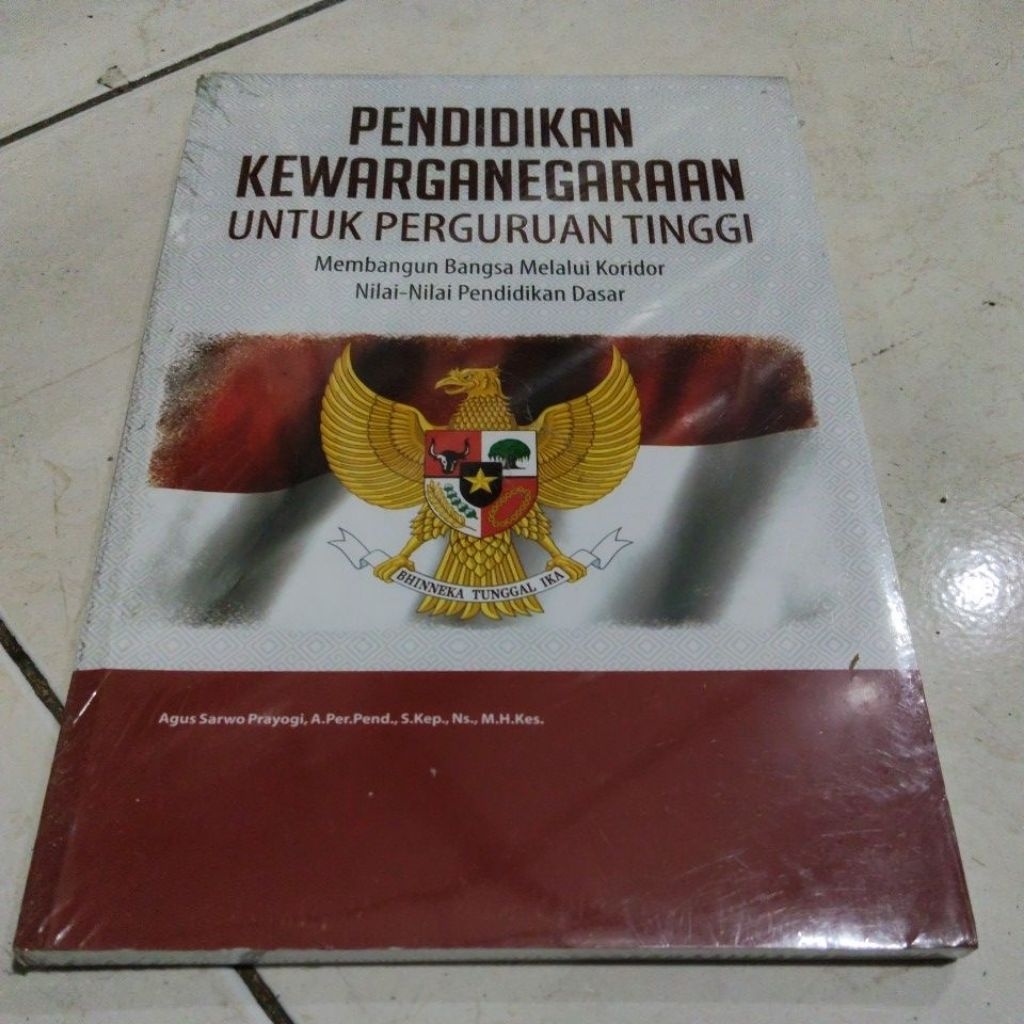 PENDIDIKAN
KEWARGANEGARAAN
UNTUK PERGURUAN TINGGI
Membangun Bangsa Melalui Koridor
Nilai-Nilai Pendidikan Dasar
BHINNEKA TUNGGAL IKA
Agus Sarwo Prayogi, A.Per.Pend., S.Kep., Ns., M.H.Kes.